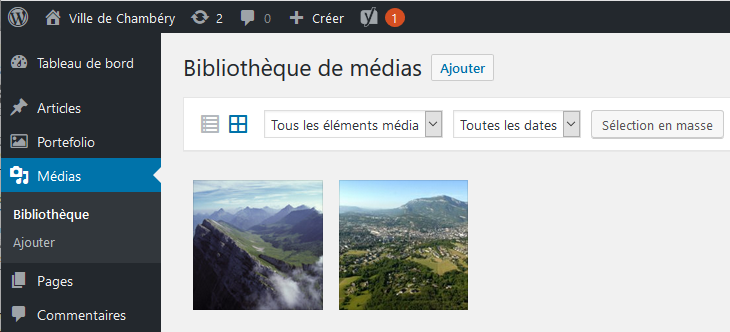 Ville de Chambéry 2 0 Créer 1
Tableau de bord
Articles
Portefolio
Médias
Bibliothèque
Ajouter
Pages
Commentaires
Bibliothèque de médias Ajouter
Tous les éléments média Toutes les dates Sélection en masse